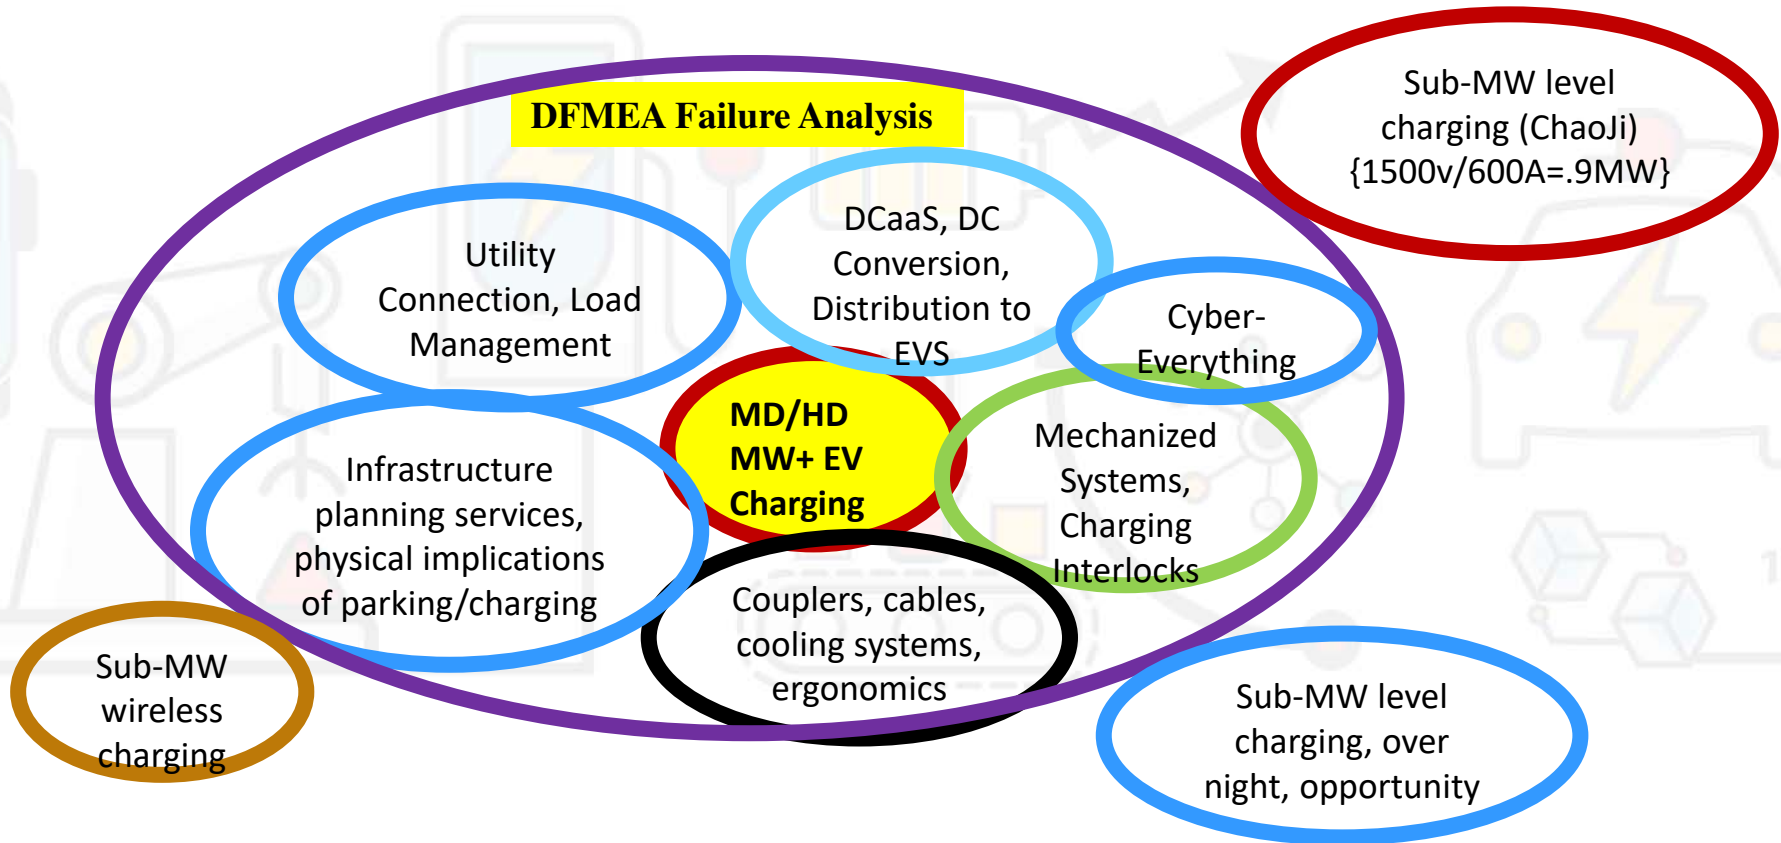 DFMEA Failure Analysis
Sub-MW level
charging (ChaoJi)
{1500v/600A=.9MW}
Utility
Connection, Load
Management
DCaaS, DC
Conversion,
Distribution to
EVS
Cyber-
Everything
MD/HD
MW+ EV
Charging
Mechanized
Systems,
Charging
Interlocks
Infrastructure
planning services,
physical implications
of parking/charging
Couplers, cables,
cooling systems,
ergonomics
Sub-MW
wireless
charging
Sub-MW level
charging, over
night, opportunity